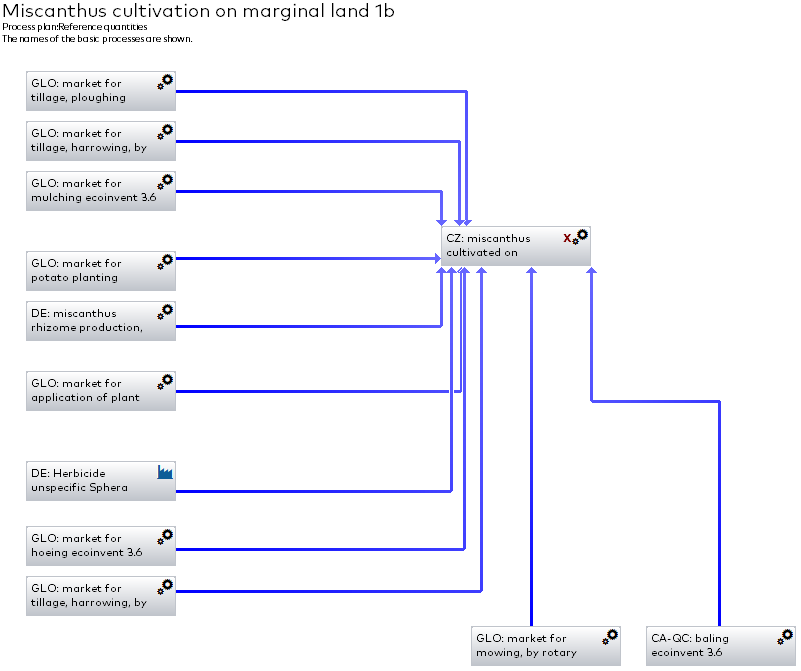 Miscanthus cultivation on marginal land 1b
Process plan:Reference quantities
The names of the basic processes are shown.
GLO: market for
tillage, ploughing
GLO: market for
tillage, harrowing, by
GLO: market for
mulching ecoinvent 3.6
CZ: miscanthus
cultivated on
X
GLO: market for
potato planting
DE: miscanthus
rhizome production,
GLO: market for
application of plant
DE: Herbicide
unspecific Sphera
GLO: market for
hoeing ecoinvent 3.6
GLO: market for
tillage, harrowing, by
GLO: market for
mowing, by rotary
CA-QC: baling
ecoinvent 3.6